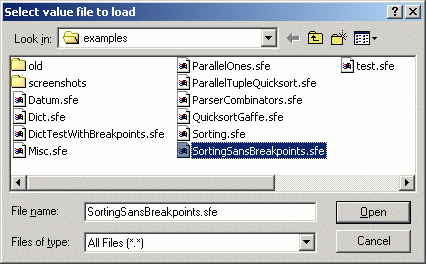 Select value file to load
Look in: examples
old
screenshots
Datum.sfe
Dict.sfe
DictTestWithBreakpoints.sfe
Misc.sfe
ParallelOnes.sfe
ParallelTupleQuicksort.sfe
ParserCombinators.sfe
QuicksortGaffe.sfe
Sorting.sfe
SortingSansBreakpoints.sfe
test.sfe
File name: SortingSansBreakpoints.sfe Open
Files of type: All Files (*.*) Cancel